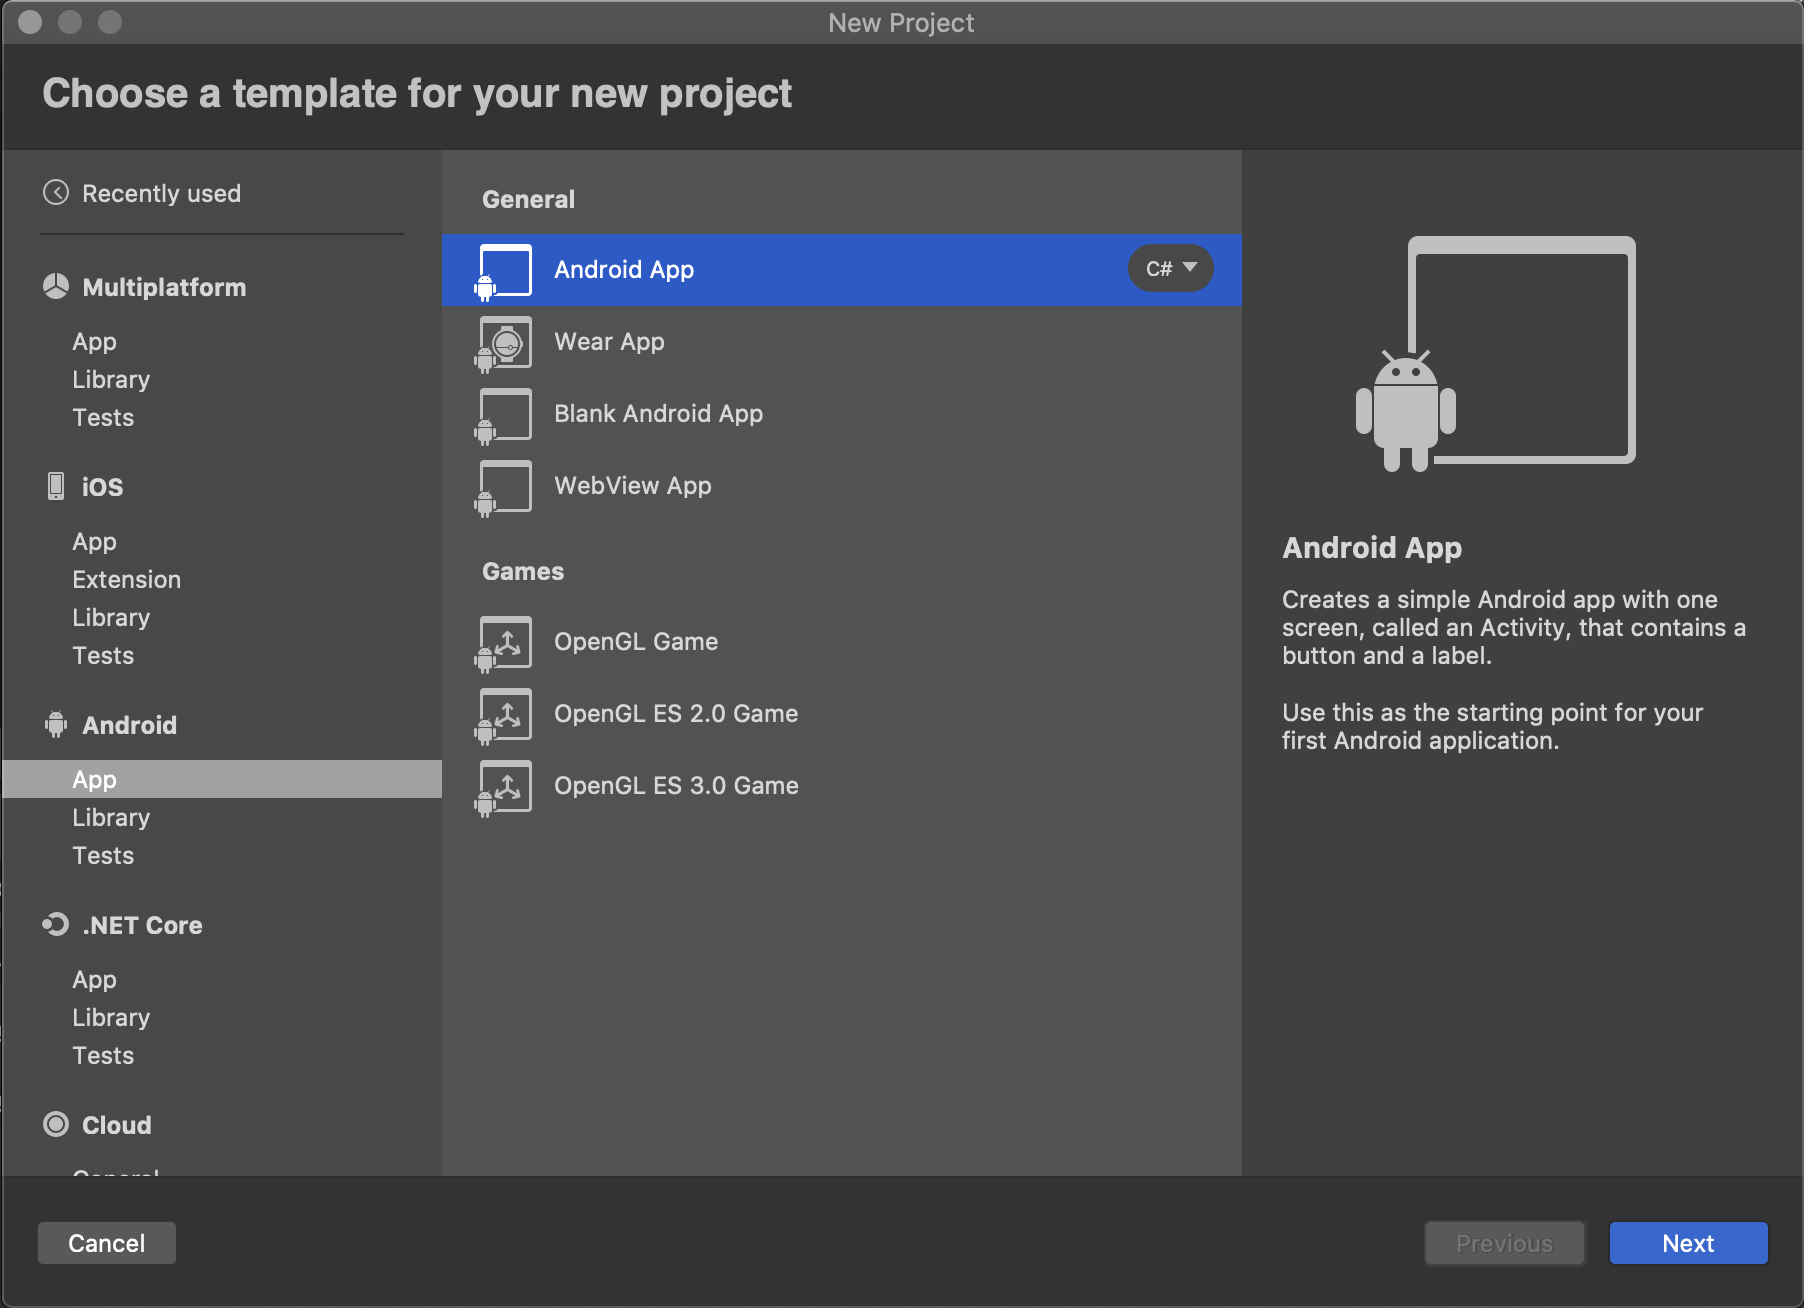 New Project
Choose a template for your new project
Recently used
Multiplatform
App
Library
Tests
iOS
App
Extension
Library
Tests
Android
App
Library
Tests
.NET Core
App
Library
Tests
Cloud
General
General
Android App
C#
Wear App
Blank Android App
WebView App
Games
OpenGL Game
OpenGL ES 2.0 Game
OpenGL ES 3.0 Game
Android App
Creates a simple Android app with one
screen, called an Activity, that contains a
button and a label.
Use this as the starting point for your
first Android application.
Cancel
Previous
Next